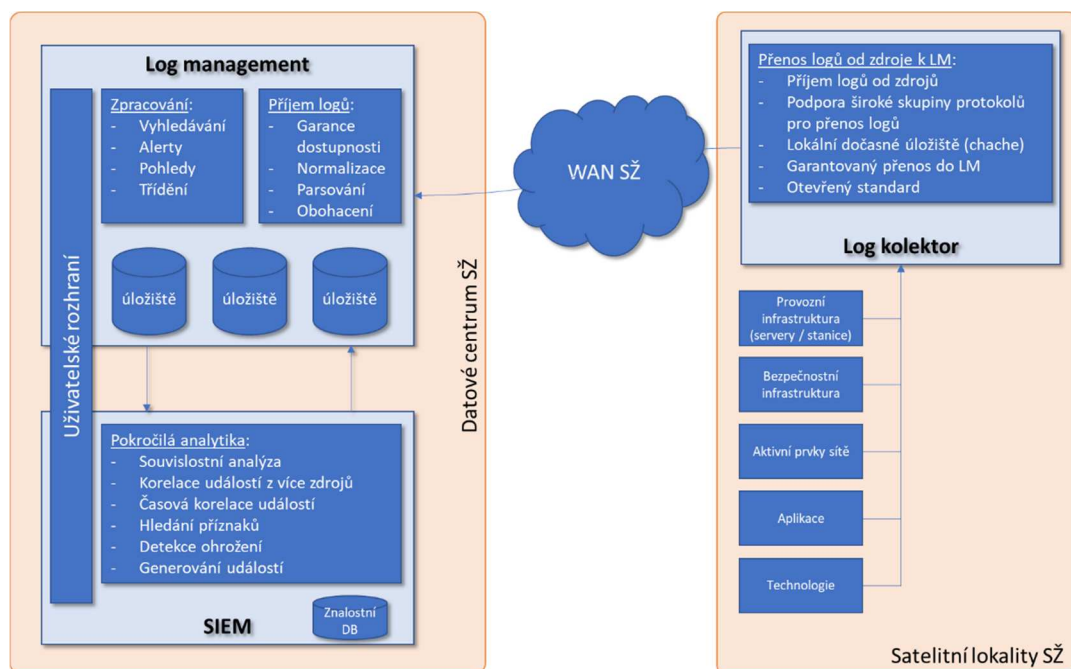 Log management
Zpracování:
- Vyhledávání
- Alerty
- Pohledy
- Třídění
Příjem logů:
- Garance
dostupnosti
- Normalizace
- Parsování
- Obohacení
úložiště
úložiště
úložiště
Uživatelské rozhraní
Pokročilá analytika:
- Souvislostní analýza
- Korelace událostí z více zdrojů
- Časová korelace událostí
- Hledání příznaků
- Detekce ohrožení
- Generování událostí
SIEM
Znalostní
DB
Datové centrum SŽ
WAN SŽ
Přenos logů od zdroje k LM:
- Příjem logů od zdrojů
- Podpora široké skupiny protokolů
pro přenos logů
- Lokální dočasné úložiště (chache)
- Garantovaný přenos do LM
- Otevřený standard
Log kolektor
Provozní
infrastruktura
(servery / stanice)
Bezpečnostní
infrastruktura
Aktivní prvky sítě
Aplikace
Technologie
Satelitní lokality SŽ